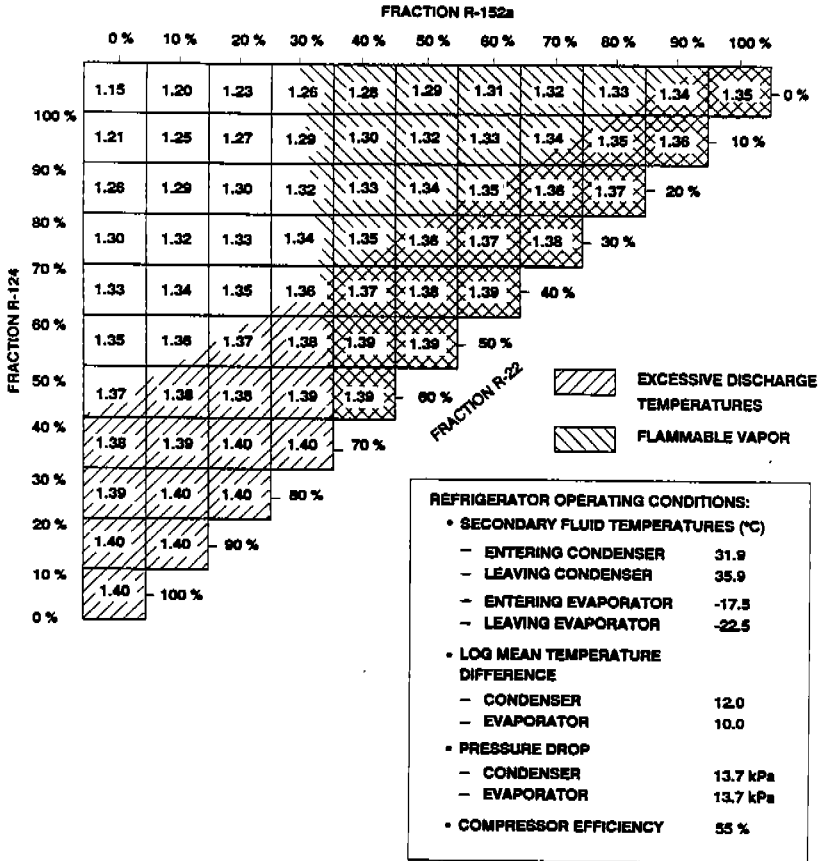 FRACTION R-152a
0 % 10 % 20 % 30 % 40 % 50 % 60 % 70 % 80 % 90 % 100 %
1.15 1.20 1.23 1.26 1.28 1.29 1.31 1.32 1.33 1.34 1.35 0 %
100 %
1.21 1.25 1.27 1.29 1.30 1.32 1.33 1.34 1.35 1.36 10 %
90 %
1.26 1.29 1.30 1.32 1.33 1.34 1.35 1.36 1.37 20 %
80 %
1.30 1.32 1.33 1.34 1.35 1.36 1.37 1.38 30 %
70 %
1.33 1.34 1.35 1.36 1.37 1.38 1.39 40 %
60 %
1.35 1.36 1.37 1.38 1.39 1.39 50 %
50 %
1.37 1.38 1.38 1.39 1.39 60 %
40 %
1.38 1.39 1.40 1.40 70 %
30 %
1.39 1.40 1.40 80 %
20 %
1.40 1.40 90 %
10 %
1.40 100 %
0 %
FRACTION R-124
FRACTION R-22
EXCESSIVE DISCHARGE
TEMPERATURES
FLAMMABLE VAPOR
REFRIGERATOR OPERATING CONDITIONS:
• SECONDARY FLUID TEMPERATURES (°C)
– ENTERING CONDENSER 31.9
– LEAVING CONDENSER 35.9
– ENTERING EVAPORATOR -17.5
– LEAVING EVAPORATOR -22.5
• LOG MEAN TEMPERATURE
DIFFERENCE
– CONDENSER 12.0
– EVAPORATOR 10.0
• PRESSURE DROP
– CONDENSER 13.7 kPa
– EVAPORATOR 13.7 kPa
• COMPRESSOR EFFICIENCY 55 %